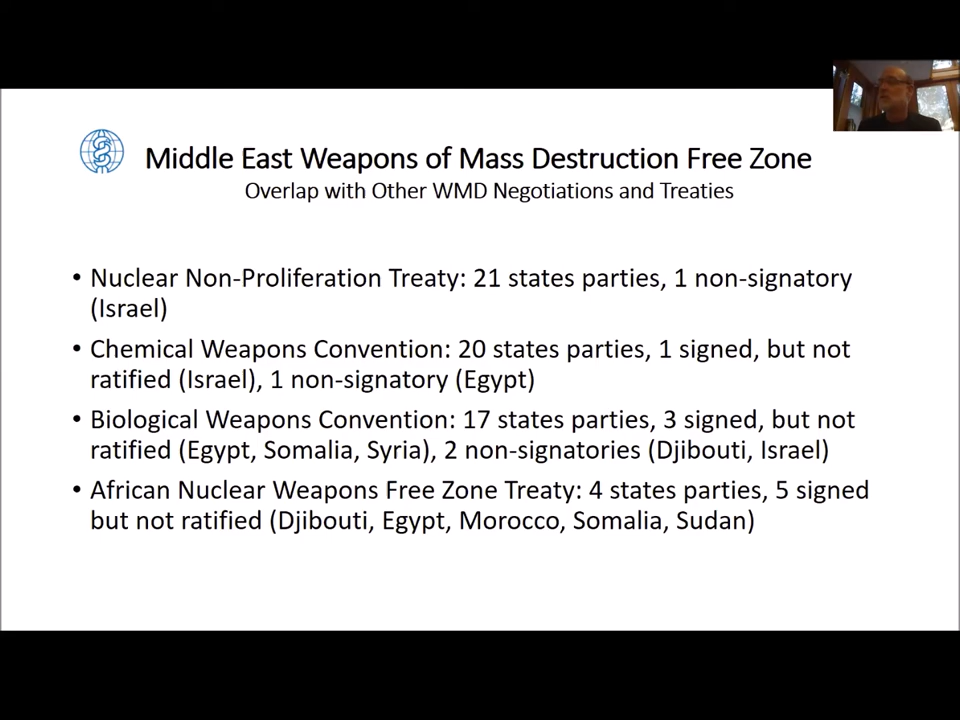 Middle East Weapons of Mass Destruction Free Zone
Overlap with Other WMD Negotiations and Treaties
• Nuclear Non-Proliferation Treaty: 21 states parties, 1 non-signatory
(Israel)
• Chemical Weapons Convention: 20 states parties, 1 signed, but not
ratified (Israel), 1 non-signatory (Egypt)
• Biological Weapons Convention: 17 states parties, 3 signed, but not
ratified (Egypt, Somalia, Syria), 2 non-signatories (Djibouti, Israel)
• African Nuclear Weapons Free Zone Treaty: 4 states parties, 5 signed
but not ratified (Djibouti, Egypt, Morocco, Somalia, Sudan)